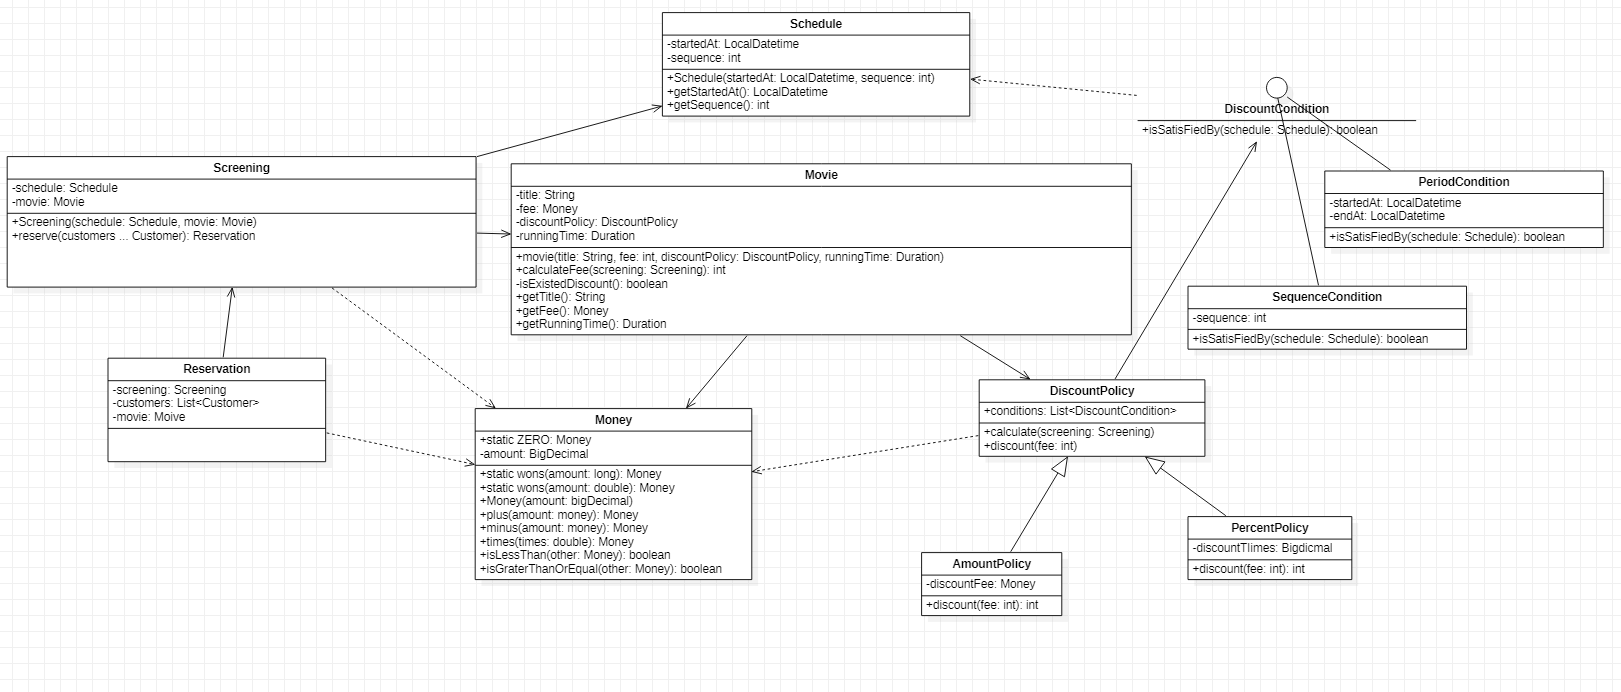 Schedule
-startedAt: LocalDatetime
-sequence: int
+Schedule(startedAt: LocalDatetime, sequence: int)
+getStartedAt(): LocalDatetime
+getSequence(): int
DiscountCondition
+isSatisFiedBy(schedule: Schedule): boolean
Screening
-schedule: Schedule
-movie: Movie
+Screening(schedule: Schedule, movie: Movie)
+reserve(customers ... Customer): Reservation
Movie
-title: String
-fee: Money
-discountPolicy: DiscountPolicy
-runningTime: Duration
+movie(title: String, fee: int, discountPolicy: DiscountPolicy, runningTime: Duration)
+calculateFee(screening: Screening): int
-isExistedDiscount(): boolean
+getTitle(): String
+getFee(): Money
+getRunningTime(): Duration
PeriodCondition
-startedAt: LocalDatetime
-endAt: LocalDatetime
+isSatisFiedBy(schedule: Schedule): boolean
SequenceCondition
-sequence: int
+isSatisFiedBy(schedule: Schedule): boolean
Reservation
-screening: Screening
-customers: List<Customer>
-movie: Moive
Money
+static ZERO: Money
-amount: BigDecimal
+static wons(amount: long): Money
+static wons(amount: double): Money
+Money(amount: bigDecimal)
+plus(amount: money): Money
+minus(amount: money): Money
+times(times: double): Money
+isLessThan(other: Money): boolean
+isGraterThanOrEqual(other: Money): boolean
DiscountPolicy
+conditions: List<DiscountCondition>
+calculate(screening: Screening)
+discount(fee: int)
AmountPolicy
-discountFee: Money
+discount(fee: int): int
PercentPolicy
-discountTlimes: Bigdicmal
+discount(fee: int): int